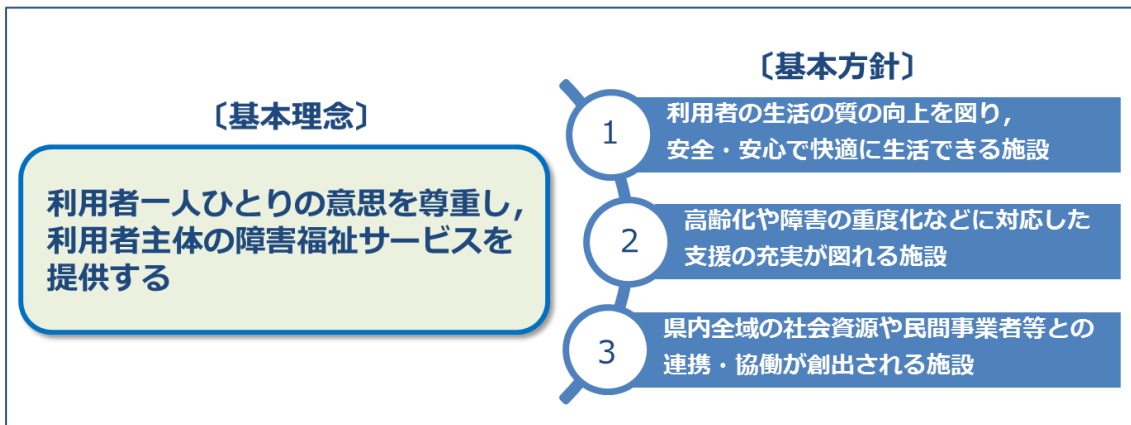 〔基本理念〕
利用者一人ひとりの意思を尊重し，
利用者主体の障害福祉サービスを
提供する
〔基本方針〕
1
利用者の生活の質の向上を図り，
安全・安心で快適に生活できる施設
2
高齢化や障害の重度化などに対応した
支援の充実が図れる施設
3
県内全域の社会資源や民間事業者等との
連携・協働が創出される施設